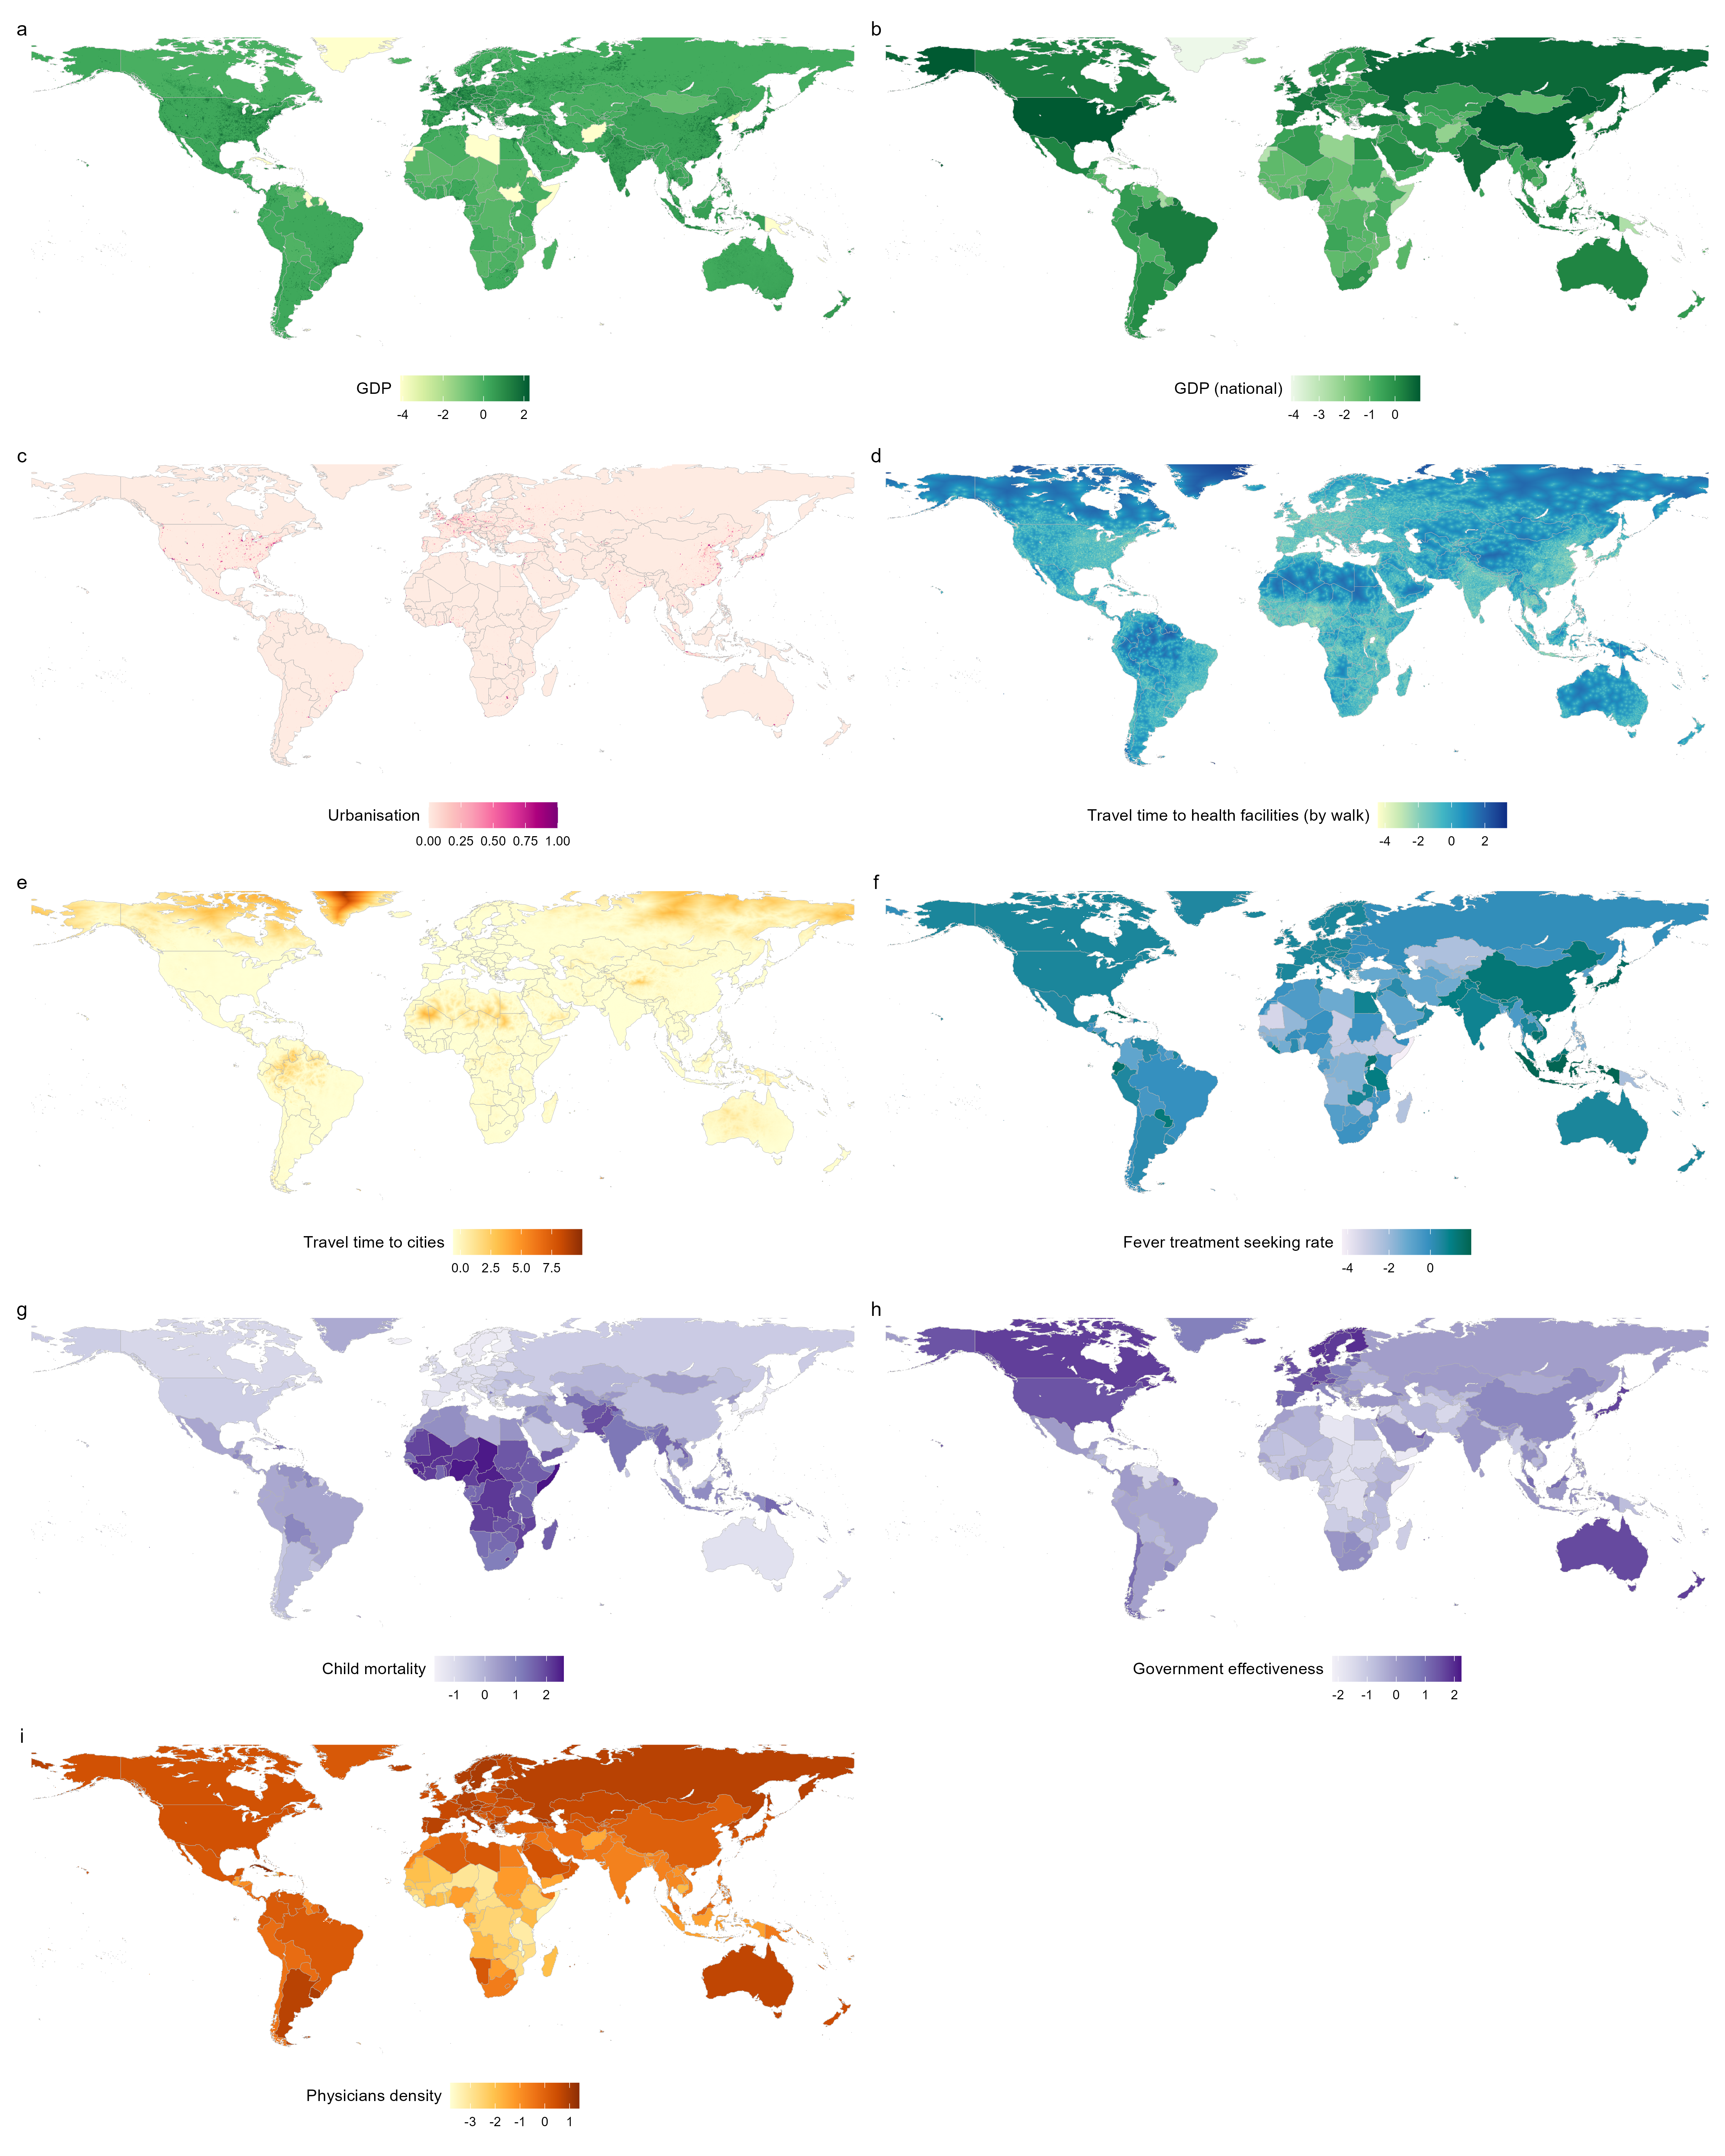 a
b
GDP
-4 -2 0 2
GDP (national)
-4 -3 -2 -1 0
c
d
Urbanisation
0.00 0.25 0.50 0.75 1.00
Travel time to health facilities (by walk)
-4 -2 0 2
e
f
Travel time to cities
0.0 2.5 5.0 7.5
Fever treatment seeking rate
-4 -2 0
g
h
Child mortality
-1 0 1 2
Government effectiveness
-2 -1 0 1 2
i
Physicians density
-3 -2 -1 0 1